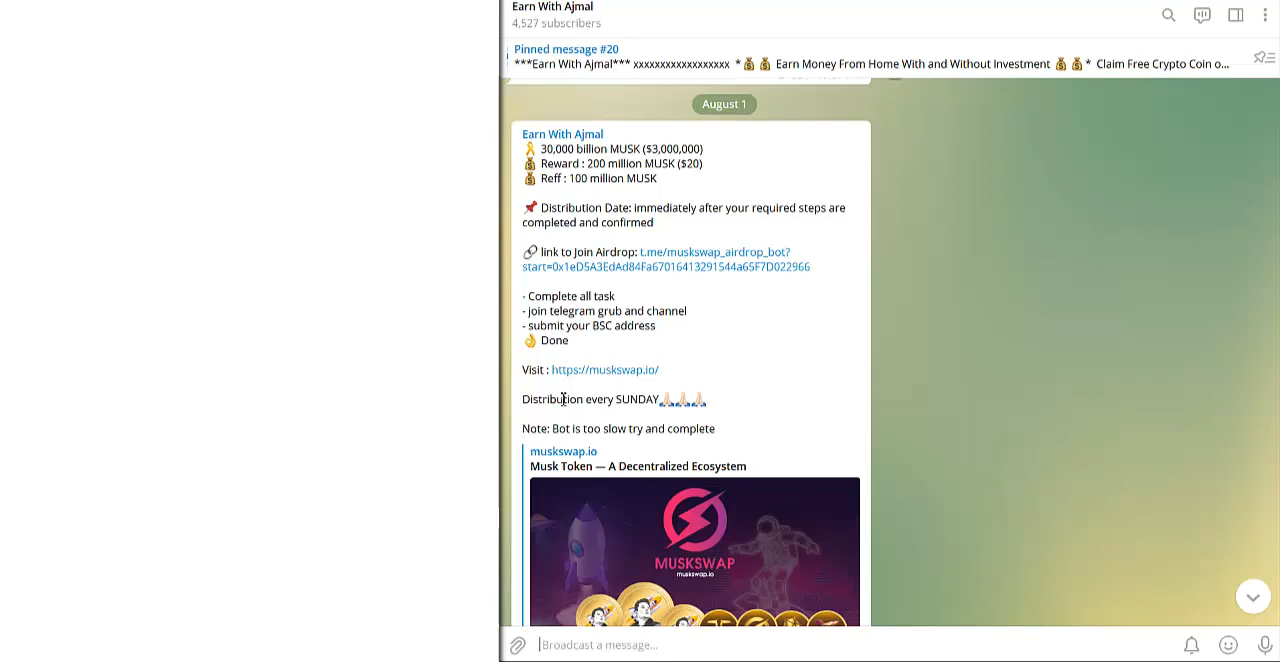 Earn With Ajmal
4,527 subscribers
Pinned message #20
***Earn With Ajmal*** xxxxxxxxxxxxxxxxxx *💰 💰 Earn Money From Home With and Without Investment 💰 💰* Claim Free Crypto Coin o...
August 1
Earn With Ajmal
🎗 30,000 billion MUSK ($3,000,000)
💰 Reward : 200 million MUSK ($20)
💰 Reff : 100 million MUSK
📌 Distribution Date: immediately after your required steps are
completed and confirmed
🔗 link to Join Airdrop: t.me/muskswap_airdrop_bot?
start=0x1eD5A3EdAd84Fa67016413291544a65F7D022966
- Complete all task
- join telegram grub and channel
- submit your BSC address
👌 Done
Visit : https://muskswap.io/
Distribution every SUNDAY🙏🏻🙏🏻🙏🏻
Note: Bot is too slow try and complete
muskswap.io
Musk Token — A Decentralized Ecosystem
MUSKSWAP
muskswap.io
Broadcast a message...